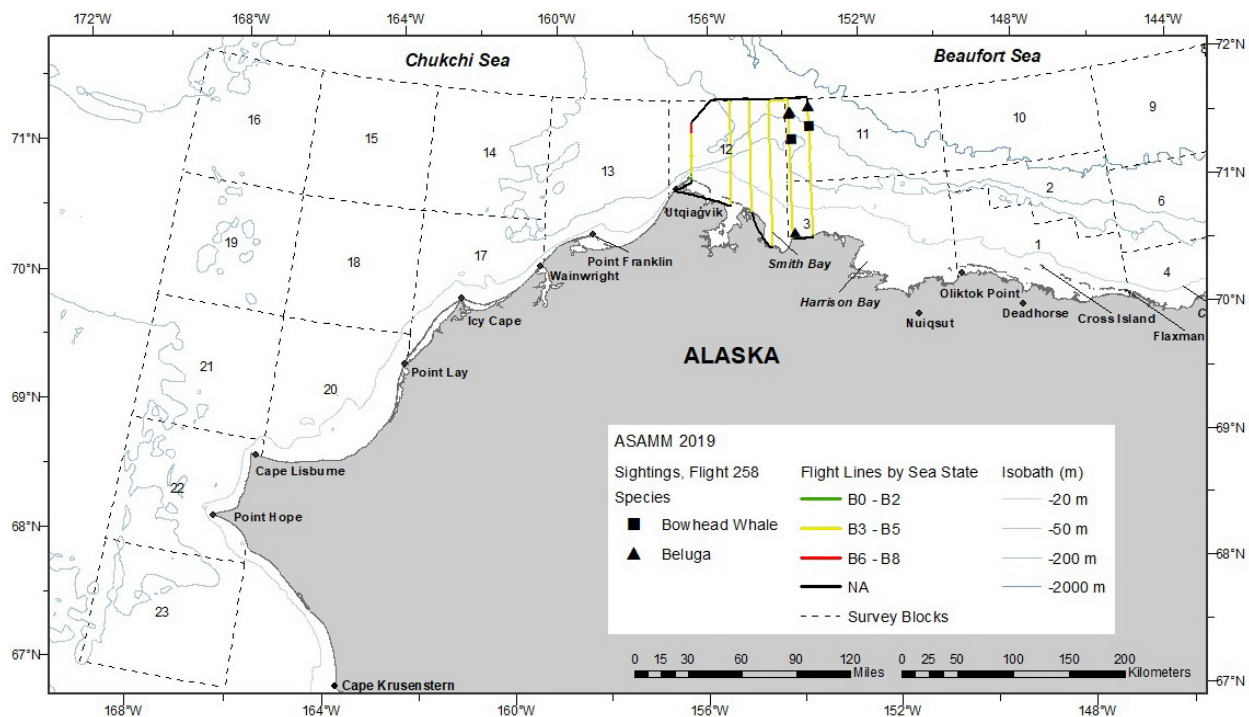 172°W 168°W 164°W 160°W 156°W 152°W 148°W 144°W
72°N
Chukchi Sea
Beaufort Sea
71°N
71°N
70°N
70°N
69°N
69°N
68°N
68°N
67°N
67°N
16
15
14
13
12
11
10
9
19
18
17
2
6
3
1
4
21
20
22
23
Utqiaġvik
Point Franklin
Wainwright
Smith Bay
Harrison Bay
Oliktok Point
Nuiqsut
Deadhorse
Cross Island
Flaxman
C
Icy Cape
Point Lay
ALASKA
Cape Lisburne
Point Hope
Cape Krusenstern
ASAMM 2019
Sightings, Flight 258
Species
Bowhead Whale
Beluga
Flight Lines by Sea State
B0 - B2
B3 - B5
B6 - B8
NA
Survey Blocks
Isobath (m)
-20 m
-50 m
-200 m
-2000 m
0 15 30 60 90 120
Miles
0 25 50 100 150 200
Kilometers
168°W 164°W 160°W 156°W 152°W 148°W